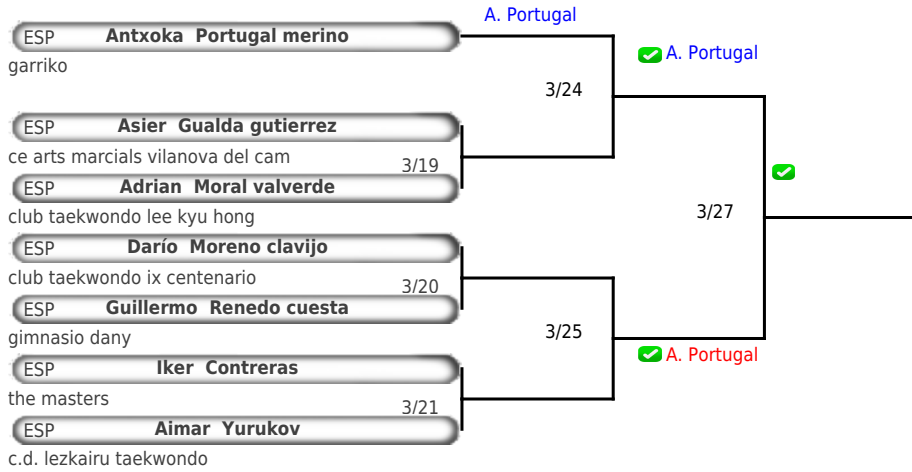 A. Portugal
ESP Antxoka Portugal merino
garriko
A. Portugal
3/24
ESP Asier Gualda gutierrez
ce arts marcials vilanova del cam
3/19
ESP Adrian Moral valverde
club taekwondo lee kyu hong
3/27
ESP Darío Moreno clavijo
club taekwondo ix centenario
3/20
ESP Guillermo Renedo cuesta
gimnasio dany
3/25
A. Portugal
ESP Iker Contreras
the masters
3/21
ESP Aimar Yurukov
c.d. lezkairu taekwondo